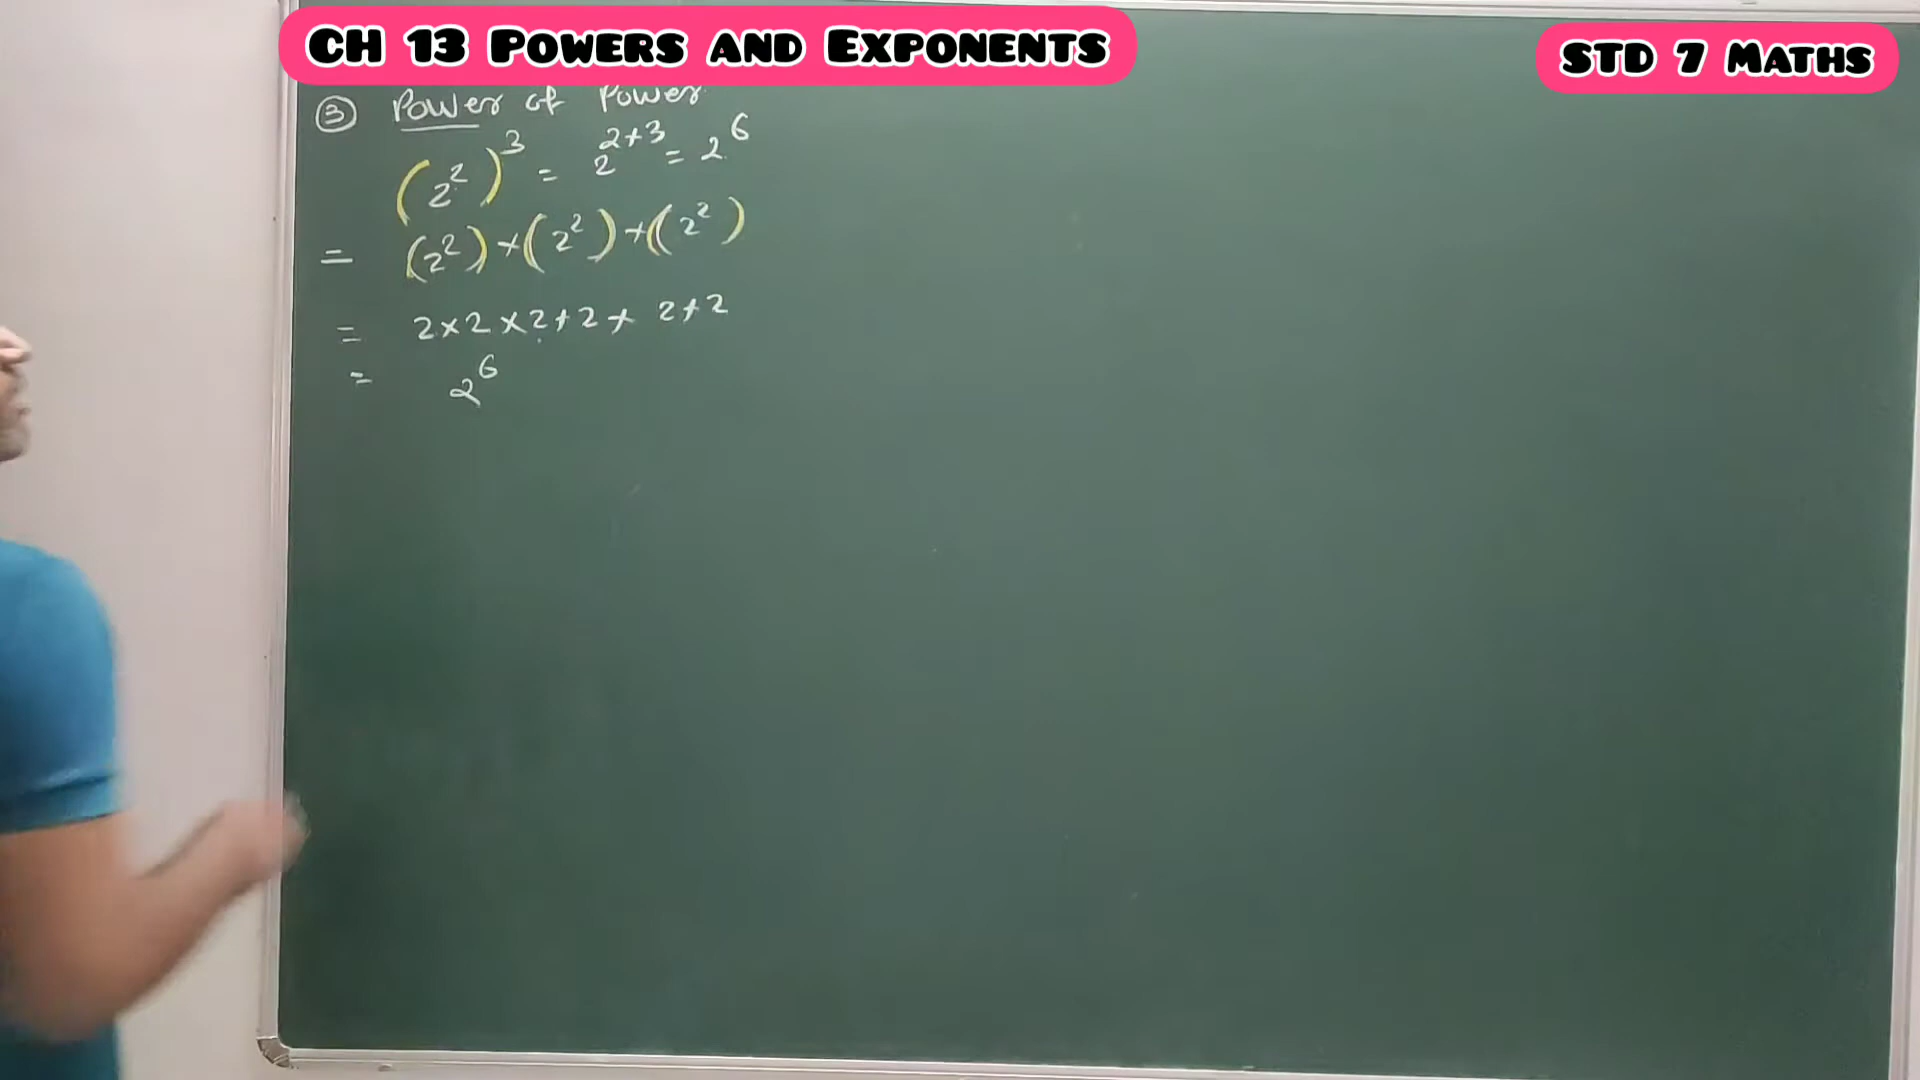 CH 13 POWERS AND EXPONENTS
STD 7 MATHS
③ Power of Power
(2²)³ = 2²⁺³ = 2⁶
= (2²)+(2²)+(2²)
= 2×2×2+2+ 2+2
= 2⁶